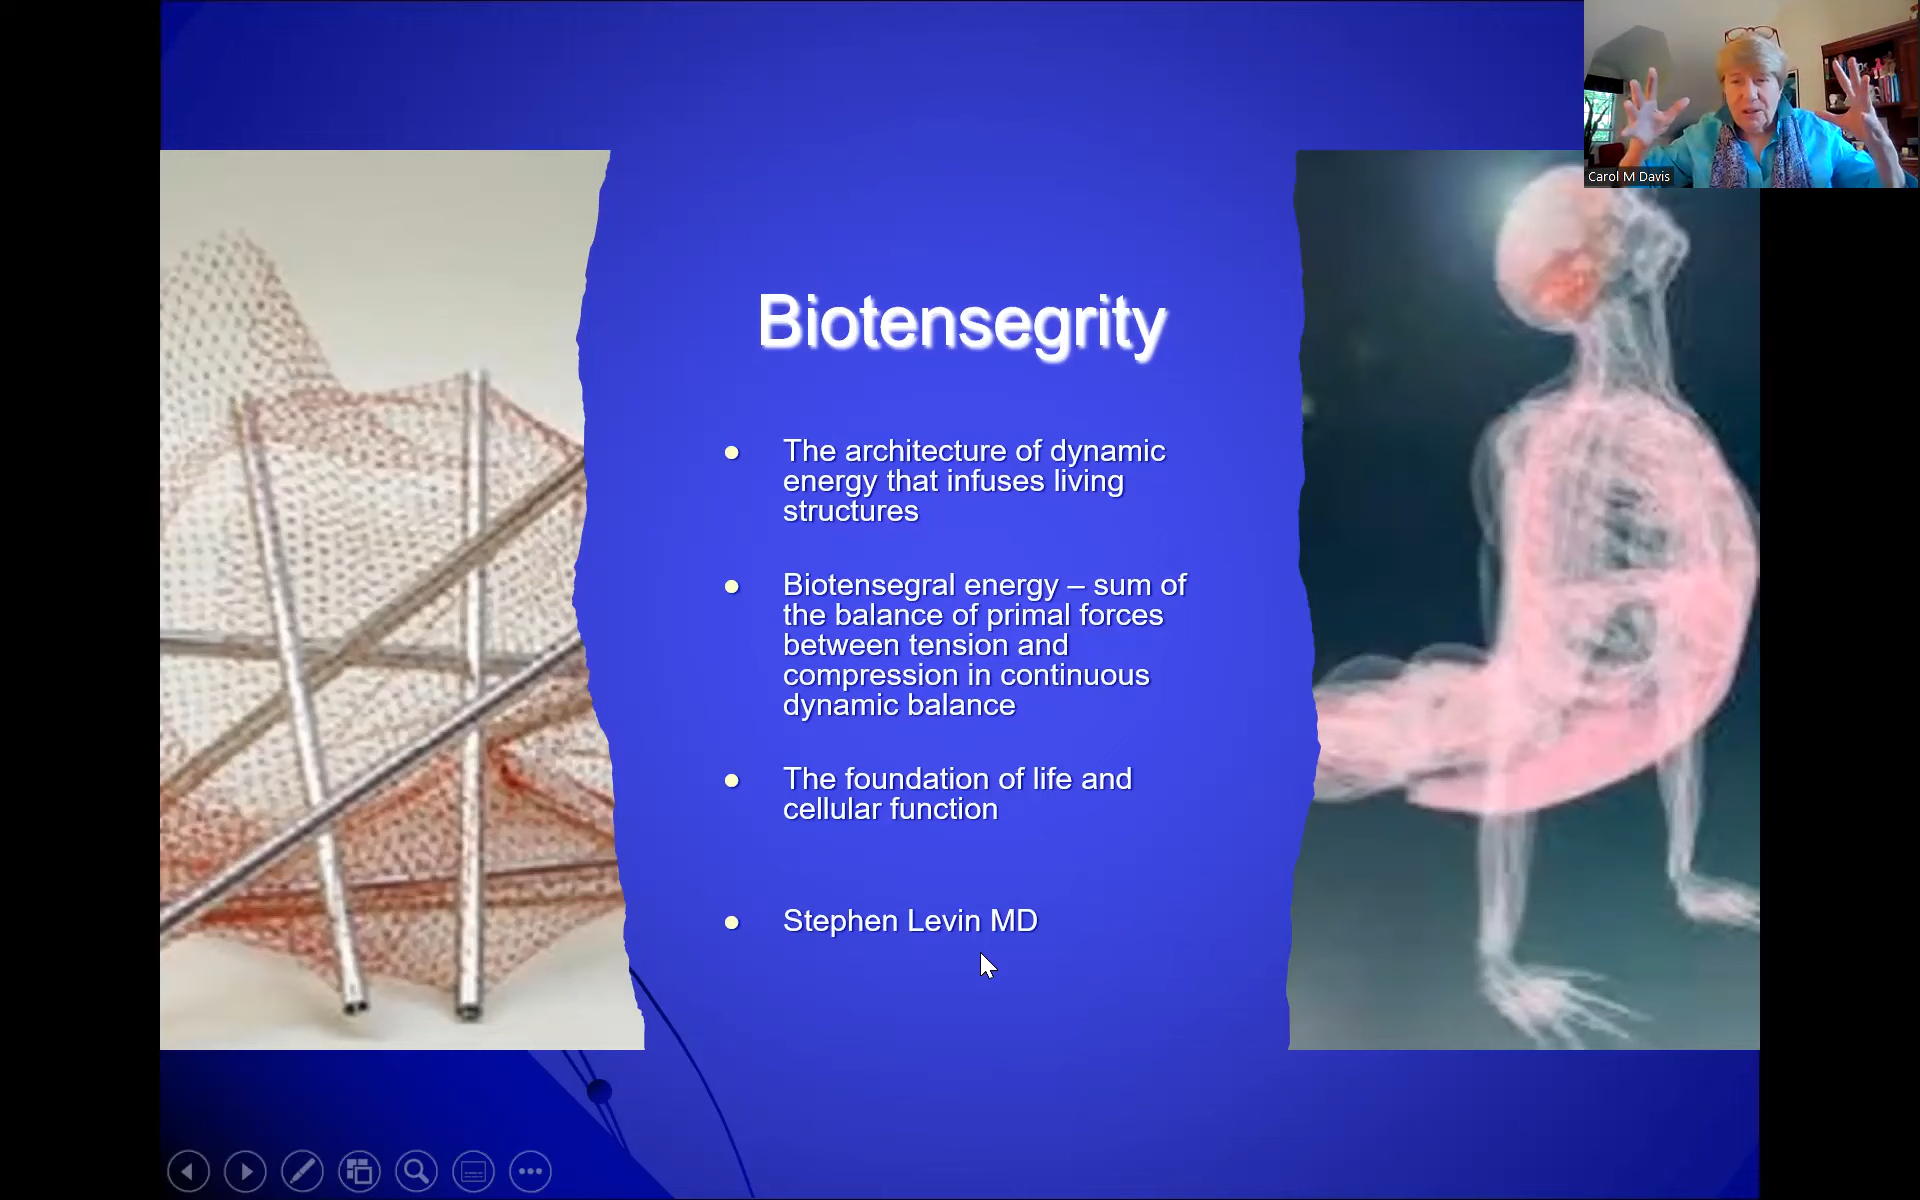 Carol M Davis
Biotensegrity
The architecture of dynamic
energy that infuses living
structures
Biotensegral energy – sum of
the balance of primal forces
between tension and
compression in continuous
dynamic balance
The foundation of life and
cellular function
Stephen Levin MD